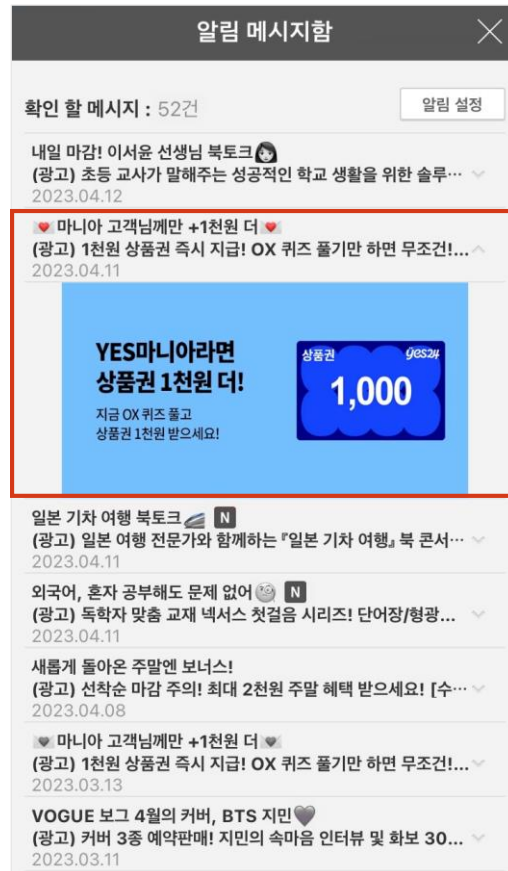 알림 메시지함
확인 할 메시지 : 52건
알림 설정
내일 마감! 이서윤 선생님 북토크👩🏻
(광고) 초등 교사가 말해주는 성공적인 학교 생활을 위한 솔루…
2023.04.12
💌 마니아 고객님께만 +1천원 더 💌
(광고) 1천원 상품권 즉시 지급! OX 퀴즈 풀기만 하면 무조건!...
2023.04.11
YES마니아라면
상품권 1천원 더!
지금 OX 퀴즈 풀고
상품권 1천원 받으세요!
상품권
yes24
1,000
일본 기차 여행 북토크🚄 N
(광고) 일본 여행 전문가와 함께하는 『일본 기차 여행』 북 콘서…
2023.04.11
외국어, 혼자 공부해도 문제 없어🧐 N
(광고) 독학자 맞춤 교재 넥서스 첫걸음 시리즈! 단어장/형광...
2023.04.11
새롭게 돌아온 주말엔 보너스!
(광고) 선착순 마감 주의! 최대 2천원 주말 혜택 받으세요! [수…
2023.04.08
💌 마니아 고객님께만 +1천원 더 💌
(광고) 1천원 상품권 즉시 지급! OX 퀴즈 풀기만 하면 무조건!...
2023.03.13
VOGUE 보그 4월의 커버, BTS 지민💜
(광고) 커버 3종 예약판매! 지민의 속마음 인터뷰 및 화보 30...
2023.03.11